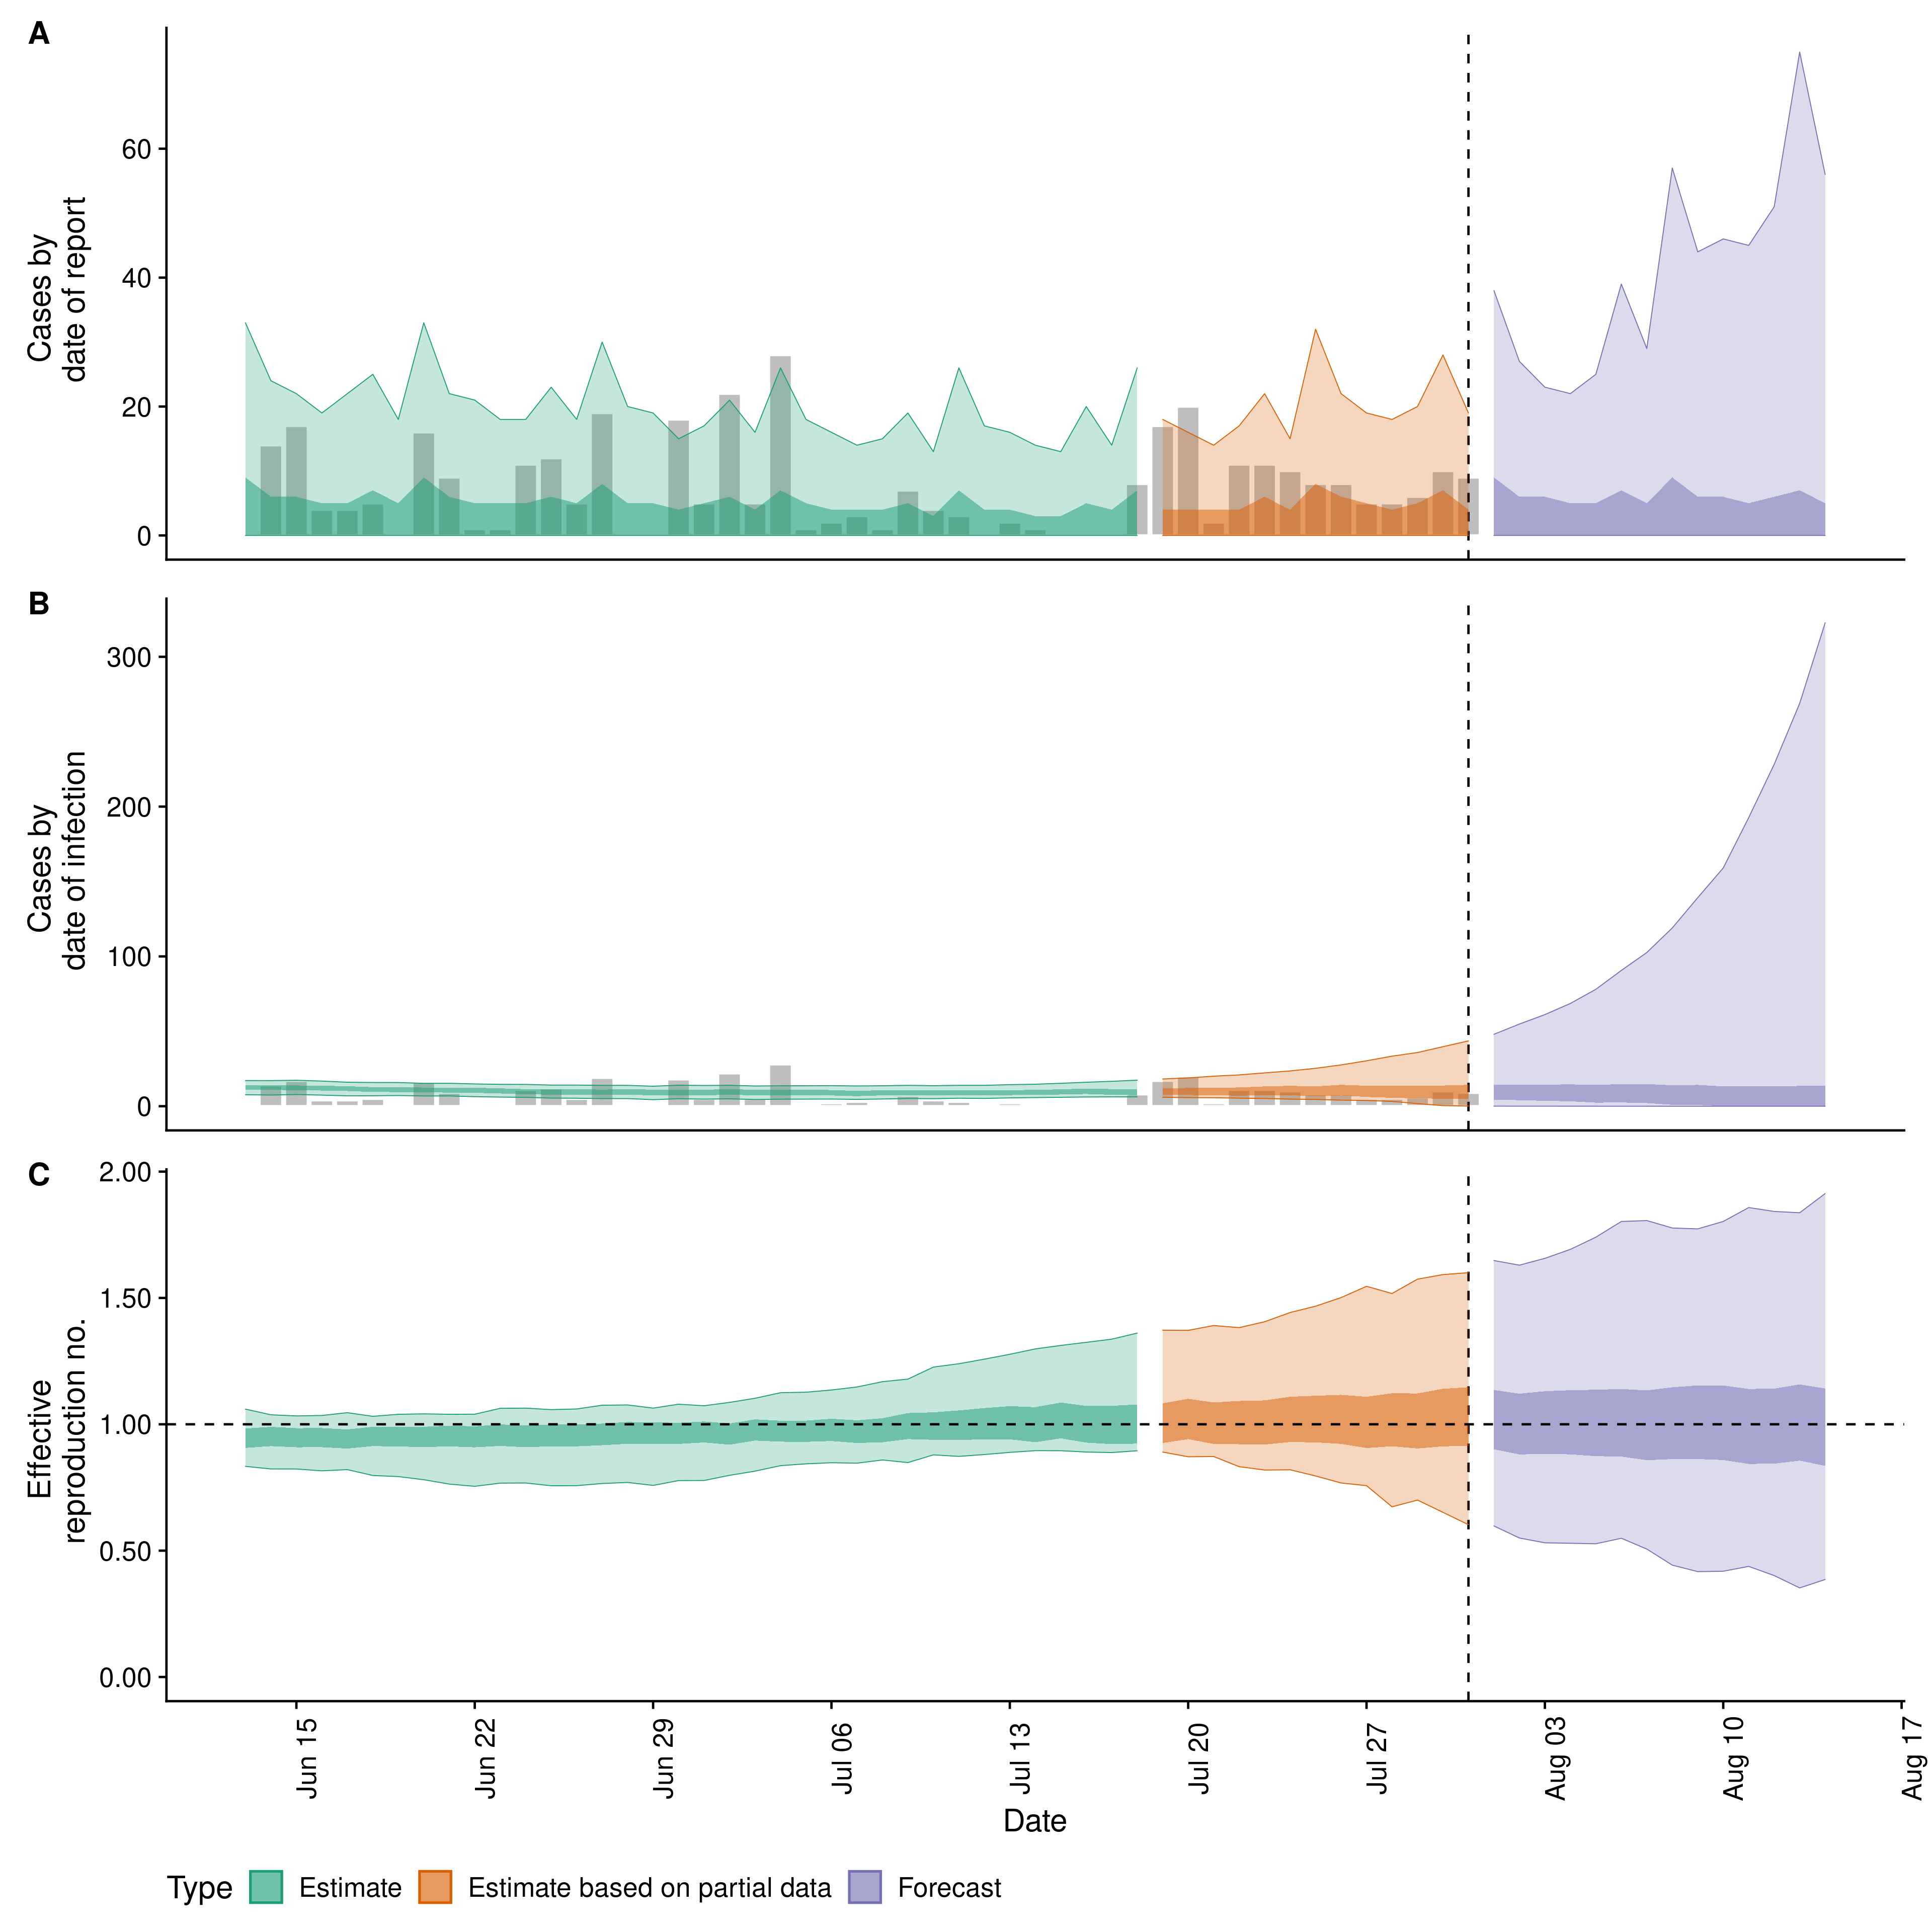 A
Cases by
date of report
60
40
20
0
B
Cases by
date of infection
300
200
100
0
C
Effective
reproduction no.
2.00
1.50
1.00
0.50
0.00
Jun 15
Jun 22
Jun 29
Jul 06
Jul 13
Jul 20
Jul 27
Aug 03
Aug 10
Aug 17
Date
Type Estimate Estimate based on partial data Forecast